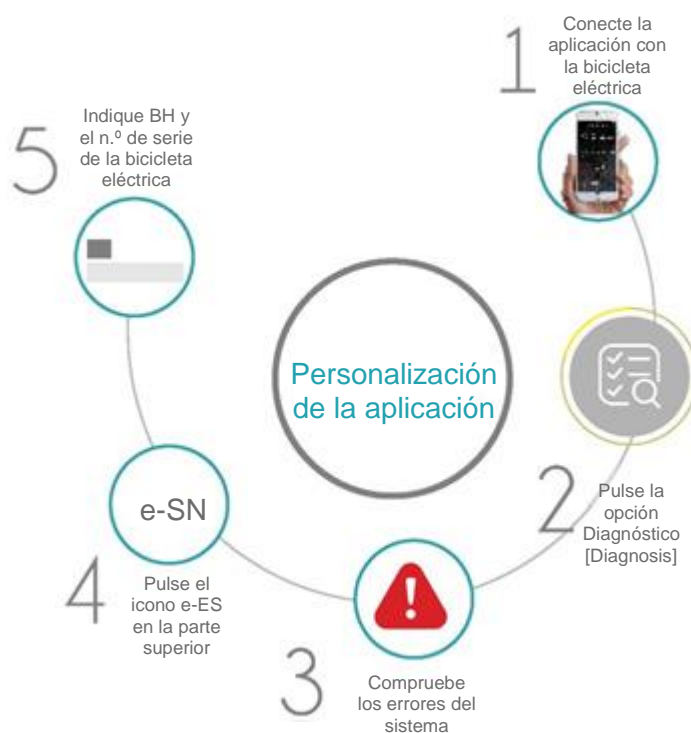 Personalización
de la aplicación
1
Conecte la
aplicación con
la bicicleta
eléctrica
2
Pulse la
opción
Diagnóstico
[Diagnosis]
3
Compruebe
los errores del
sistema
4
e-SN
Pulse el
icono e-ES
en la parte
superior
5
Indique BH y
el n.º de serie
de la bicicleta
eléctrica